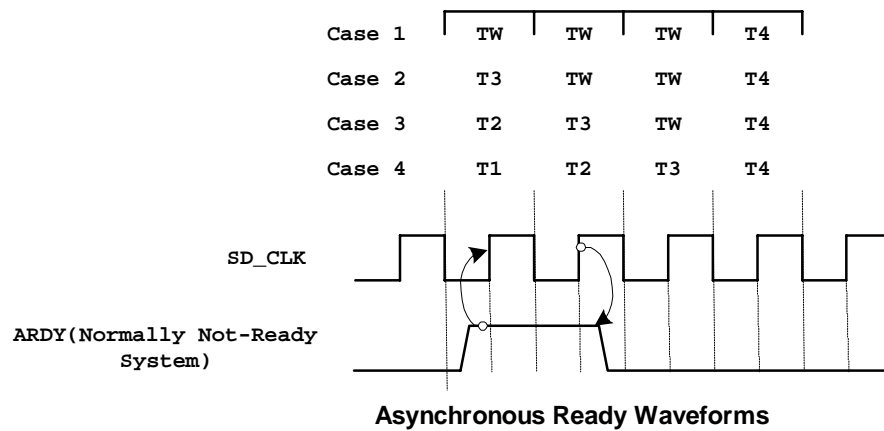 Case 1 TW TW TW T4
Case 2 T3 TW TW T4
Case 3 T2 T3 TW T4
Case 4 T1 T2 T3 T4
SD_CLK
ARDY(Normally Not-Ready
System)
Asynchronous Ready Waveforms